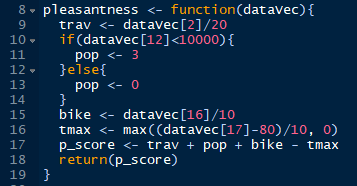 8 pleasantness <- function(dataVec){
9 trav <- dataVec[2]/20
10 if(dataVec[12]<10000){
11 pop <- 3
12 }else{
13 pop <- 0
14 }
15 bike <- dataVec[16]/10
16 tmax <- max((dataVec[17]-80)/10, 0)
17 p_score <- trav + pop + bike - tmax
18 return(p_score)
19 }